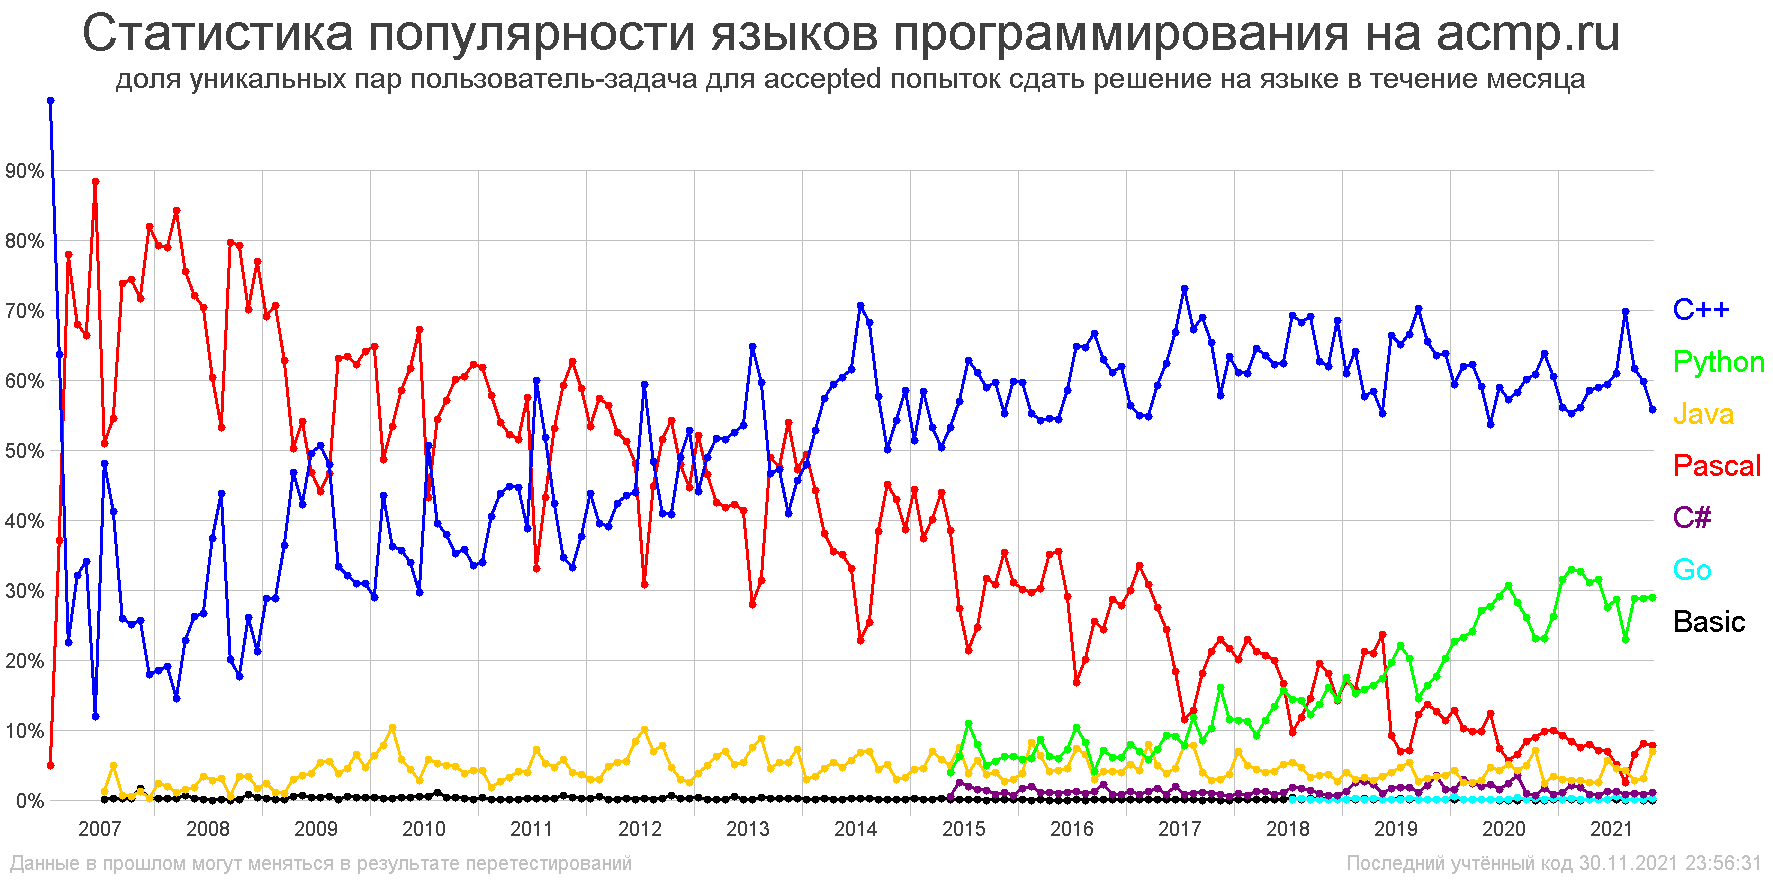 Статистика популярности языков программирования на acmp.ru
доля уникальных пар пользователь-задача для accepted попыток сдать решение на языке в течение месяца
90%
80%
70%
60%
50%
40%
30%
20%
10%
0%
C++
Python
Java
Pascal
C#
Go
Basic
2007 2008 2009 2010 2011 2012 2013 2014 2015 2016 2017 2018 2019 2020 2021
Данные в прошлом могут меняться в результате перетестирований
Последний учтённый код 30.11.2021 23:56:31